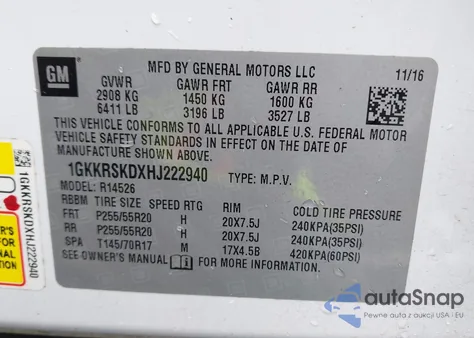 GM
MFD BY GENERAL MOTORS LLC 11/16
GVWR GAWR FRT GAWR RR
2908 KG 1450 KG 1600 KG
6411 LB 3196 LB 3527 LB
THIS VEHICLE CONFORMS TO ALL APPLICABLE U.S. FEDERAL MOTOR
VEHICLE SAFETY STANDARDS IN EFFECT ON THE DATE OF
MANUFACTURE SHOWN ABOVE.
1GKKRSKDXHJ222940 TYPE: M.P.V.
MODEL: R14526
RBBM TIRE SIZE SPEED RTG RIM COLD TIRE PRESSURE
FRT P255/55R20 H 20X7.5J 240KPA(35PSI)
RR P255/55R20 H 20X7.5J 240KPA(35PSI)
SPA T145/70R17 M 17X4.5B 420KPA(60PSI)
SEE OWNER'S MANUAL FOR MORE INFORMATION
1GKKRSKDXHJ222940
autoSnap
Pewne auto z USA - EU